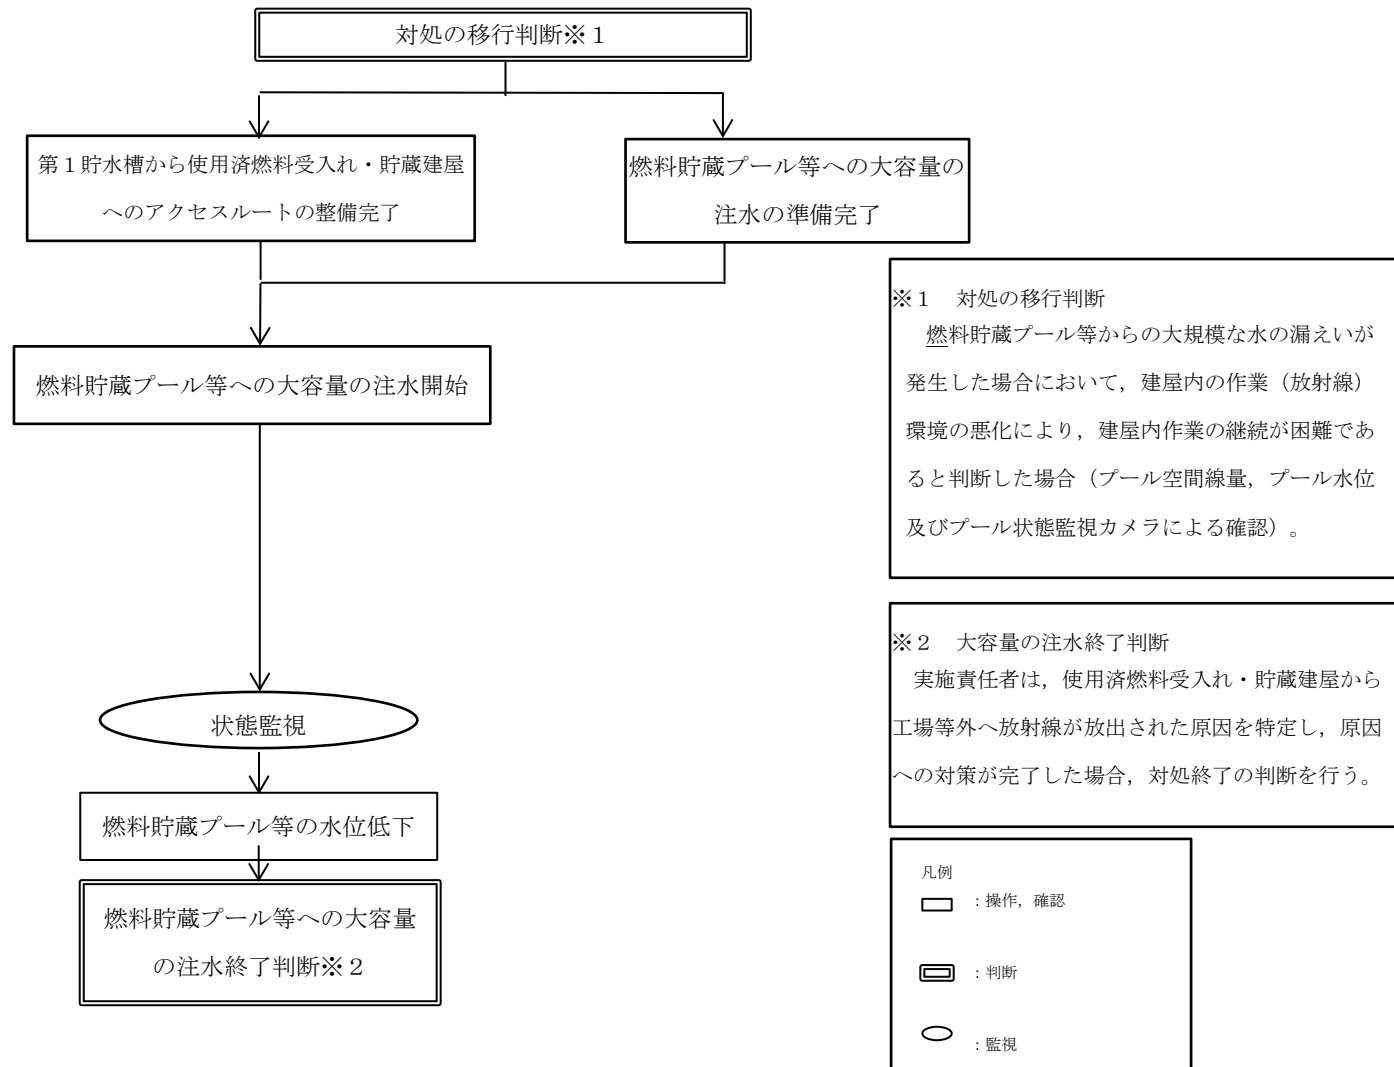 対処の移行判断※１
第１貯水槽から使用済燃料受入れ・貯蔵建屋
へのアクセスルートの整備完了
燃料貯蔵プール等への大容量の
注水の準備完了
燃料貯蔵プール等への大容量の注水開始
状態監視
燃料貯蔵プール等の水位低下
燃料貯蔵プール等への大容量
の注水終了判断※２
※１　対処の移行判断
燃料貯蔵プール等からの大規模な水の漏えいが
発生した場合において，建屋内の作業（放射線）
環境の悪化により，建屋内作業の継続が困難であ
ると判断した場合（プール空間線量，プール水位
及びプール状態監視カメラによる確認）。
※２　大容量の注水終了判断
実施責任者は，使用済燃料受入れ・貯蔵建屋から
工場等外へ放射線が放出された原因を特定し，原因
への対策が完了した場合，対処終了の判断を行う。
凡例
：操作，確認
：判断
：監視